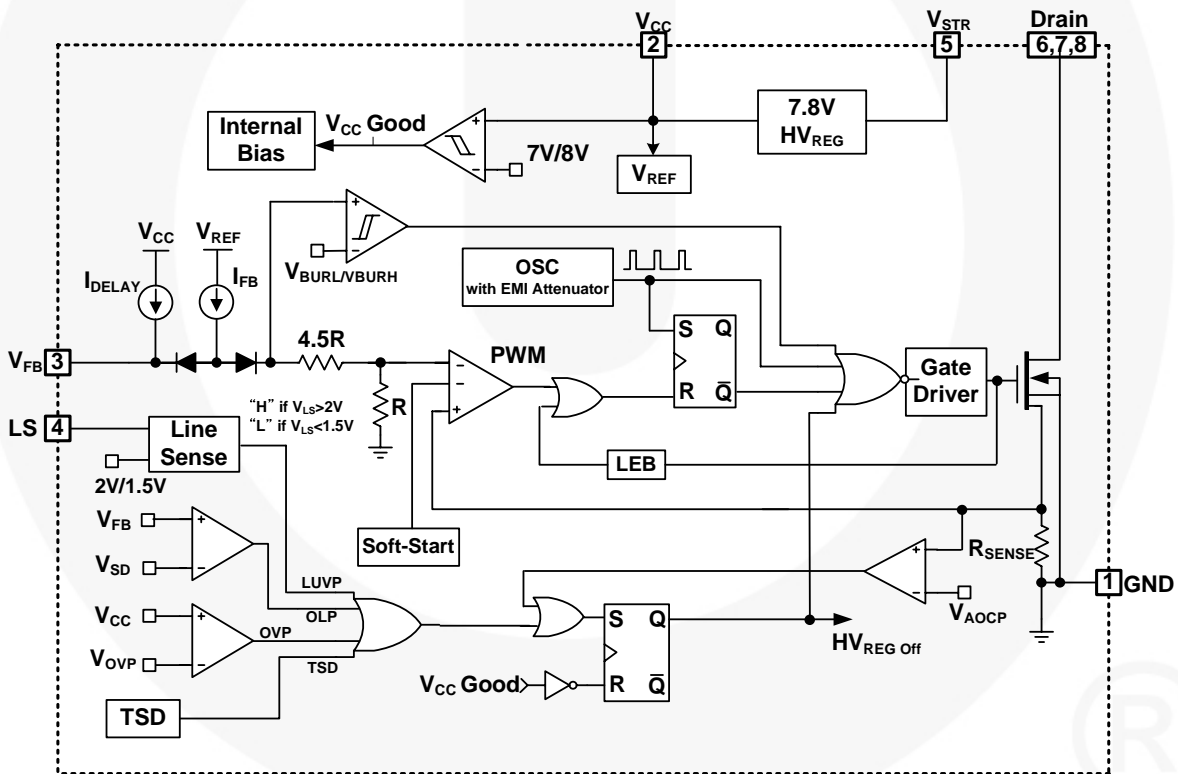 VCC
VSTR
Drain
2
5
6,7,8
Internal
Bias
VCC Good
+
−
7V/8V
7.8V
HVREG
VREF
VCC
VREF
+
−
VBURL/VBURH
OSC
with EMI Attenuator
IDELAY
IFB
VFB 3
4.5R
R
−
−
+
PWM
S Q
R Q̅
Gate
Driver
"H" if VLS>2V
"L" if VLS<1.5V
LS 4
Line
Sense
2V/1.5V
LEB
Soft-Start
RSENSE
VFB
+
VSD
−
LUVP
OLP
VCC
+
OVP
VOVP
−
TSD
TSD
S Q
R Q̅
VCC Good
HVREG Off
+
−
VAOCP
1 GND
®